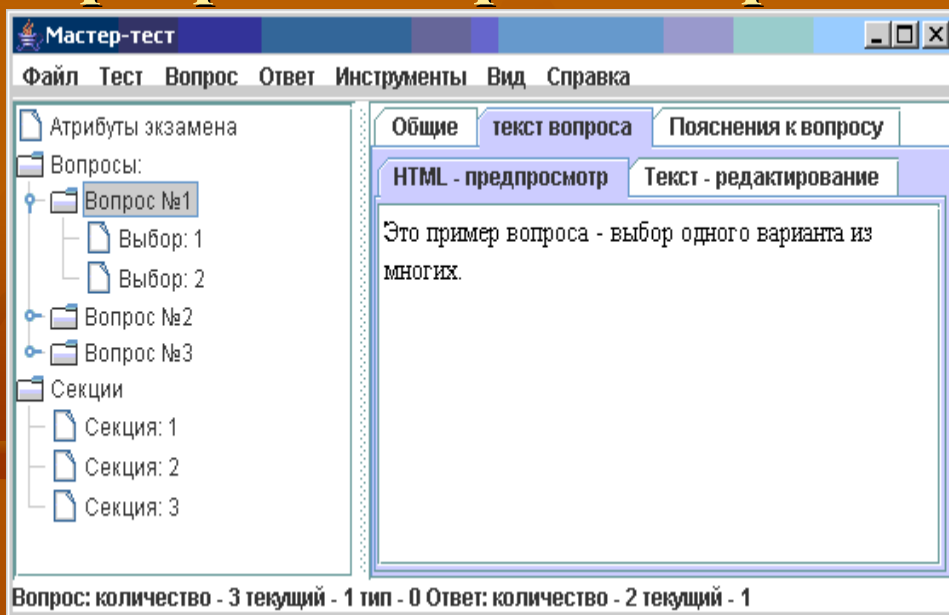 Мастер-тест
Файл Тест Вопрос Ответ Инструменты Вид Справка
Атрибуты экзамена
Вопросы:
Вопрос №1
Выбор: 1
Выбор: 2
Вопрос №2
Вопрос №3
Секции
Секция: 1
Секция: 2
Секция: 3
Общие текст вопроса Пояснения к вопросу
HTML - предпросмотр Текст - редактирование
Это пример вопроса - выбор одного варианта из
многих.
Вопрос: количество - 3 текущий - 1 тип - 0 Ответ: количество - 2 текущий - 1